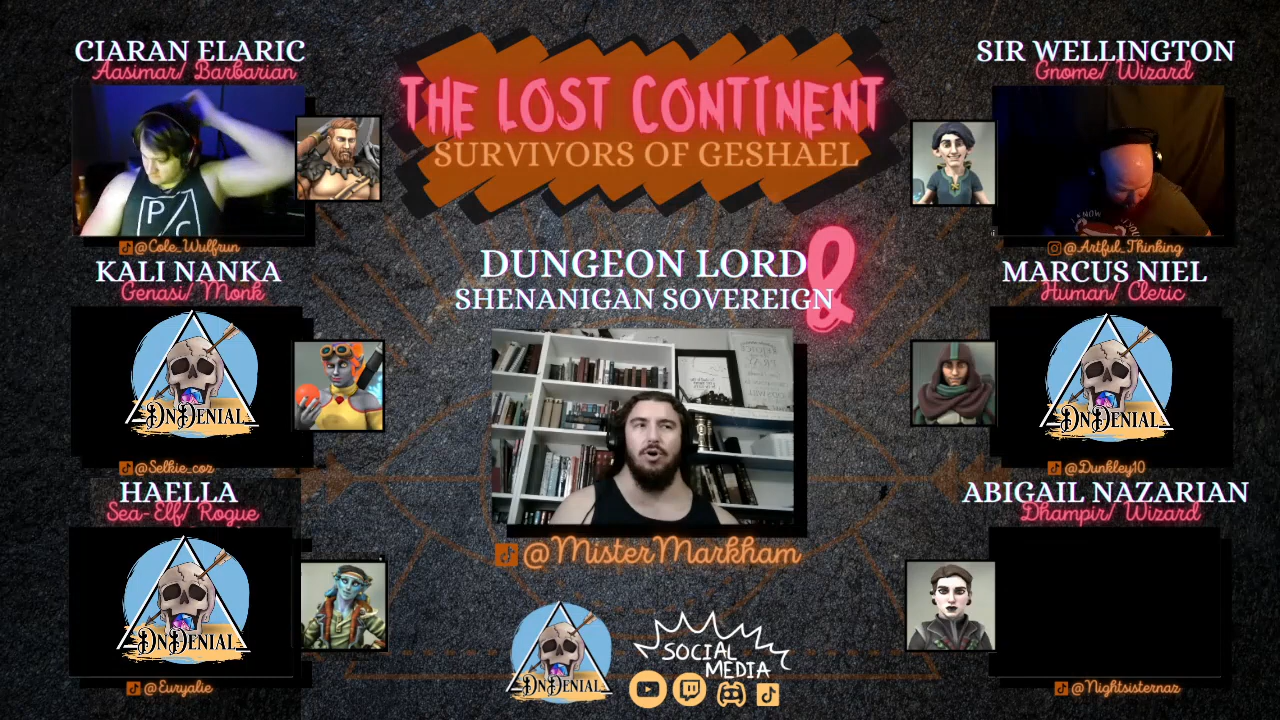 CIARAN ELARIC
Aasimar/ Barbarian
P/C
@Cole_Wulfrun
KALI NANKA
Genasi/ Monk
DNDENIAL
@Selkie_cor
HAELLA
Sea-Elf/ Rogue
DNDENIAL
@Euryalie
THE LOST CONTINENT
SURVIVORS OF GESHAEL
DUNGEON LORD
&
SHENANIGAN SOVEREIGN
@MisterMarkham
DNDENIAL
SOCIAL
MEDIA
SIR WELLINGTON
Gnome/ Wizard
I KNOW
@Artful_Thinking
MARCUS NIEL
Human/ Cleric
DNDENIAL
@Dunkley10
ABIGAIL NAZARIAN
Dhampir/ Wizard
@Nightsisternaz